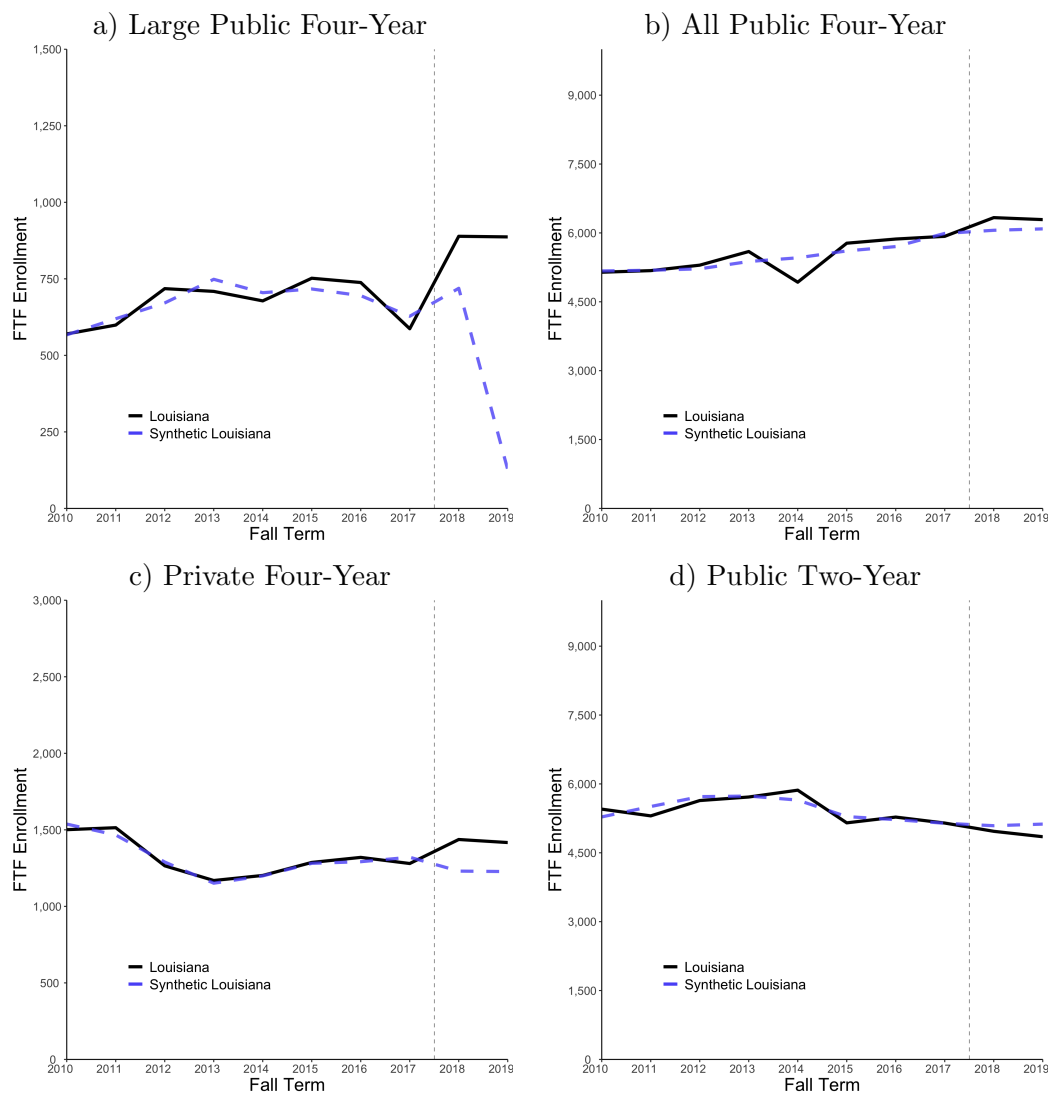 a) Large Public Four-Year
1,500
1,250
1,000
750
500
250
0
FTF Enrollment
Louisiana
Synthetic Louisiana
2010 2011 2012 2013 2014 2015 2016 2017 2018 2019
Fall Term
b) All Public Four-Year
9,000
7,500
6,000
4,500
3,000
1,500
0
FTF Enrollment
Louisiana
Synthetic Louisiana
2010 2011 2012 2013 2014 2015 2016 2017 2018 2019
Fall Term
c) Private Four-Year
3,000
2,500
2,000
1,500
1,000
500
0
FTF Enrollment
Louisiana
Synthetic Louisiana
2010 2011 2012 2013 2014 2015 2016 2017 2018 2019
Fall Term
d) Public Two-Year
9,000
7,500
6,000
4,500
3,000
1,500
0
FTF Enrollment
Louisiana
Synthetic Louisiana
2010 2011 2012 2013 2014 2015 2016 2017 2018 2019
Fall Term